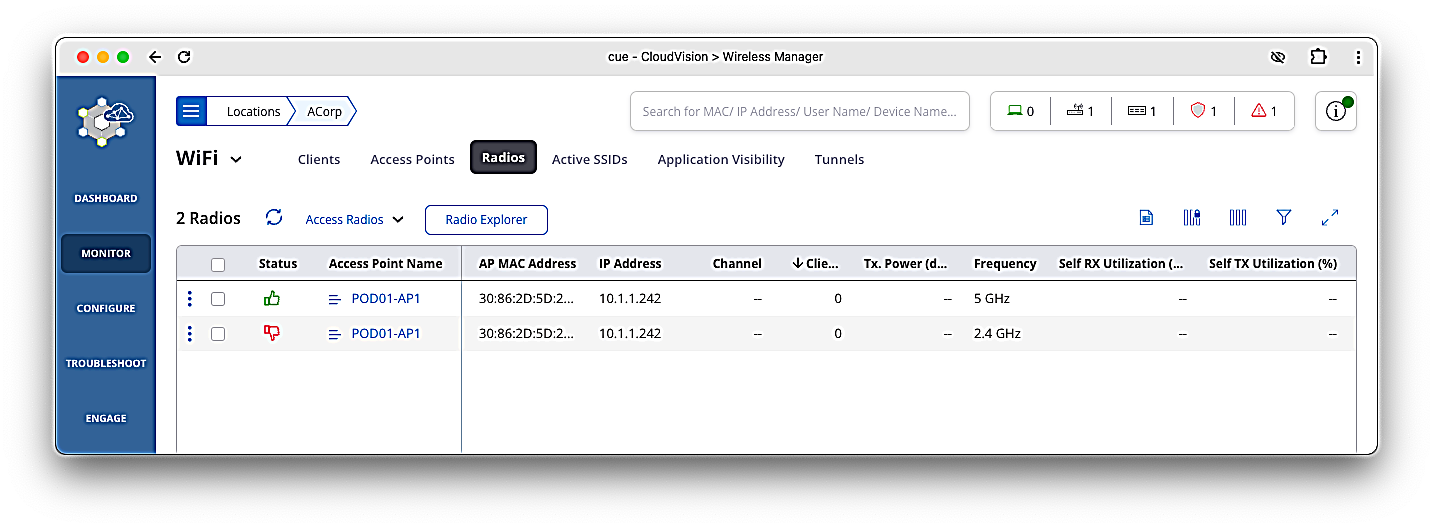 cue - CloudVision > Wireless Manager
Locations ACorp Search for MAC/ IP Address/ User Name/ Device Name... 0 1 1 1 1
WiFi Clients Access Points Radios Active SSIDs Application Visibility Tunnels
DASHBOARD
MONITOR
CONFIGURE
TROUBLESHOOT
ENGAGE
2 Radios Access Radios Radio Explorer
Status Access Point Name AP MAC Address IP Address Channel Clie... Tx. Power (d... Frequency Self RX Utilization (... Self TX Utilization (%)
POD01-AP1 30:86:2D:5D:2... 10.1.1.242 -- 0 -- 5 GHz -- --
POD01-AP1 30:86:2D:5D:2... 10.1.1.242 -- 0 -- 2.4 GHz -- --